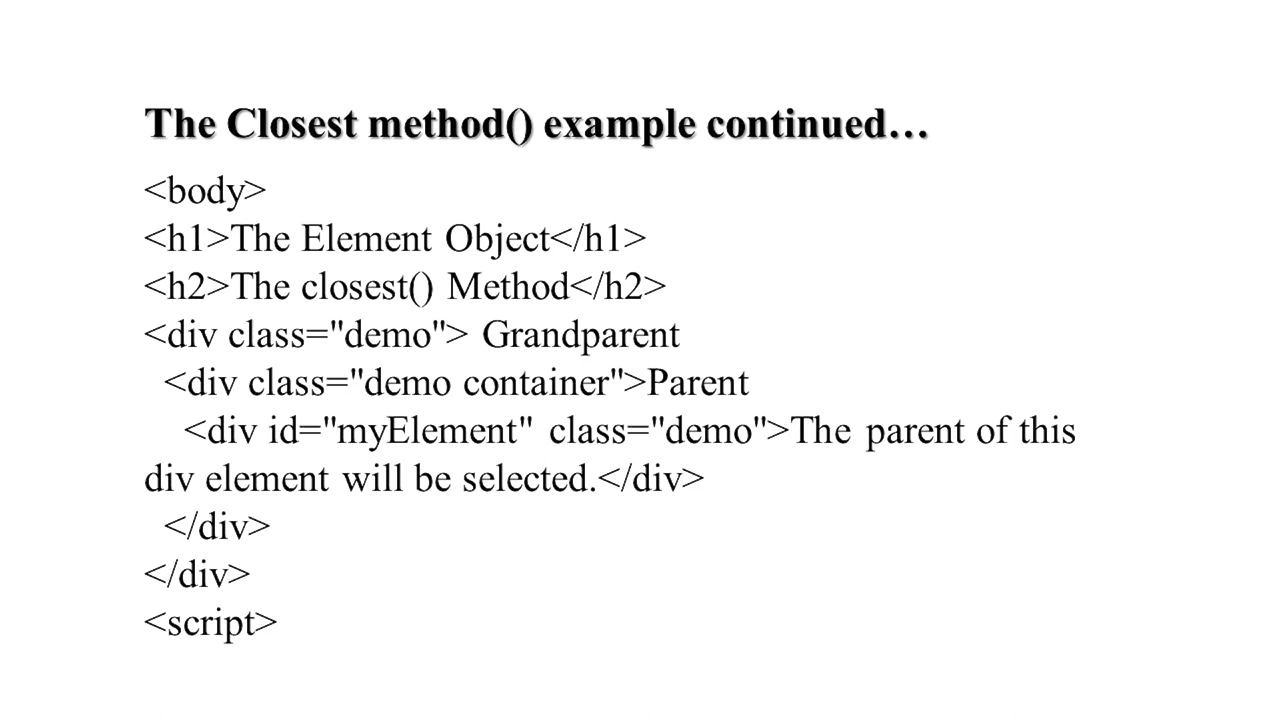 The Closest method() example continued…
<body>
<h1>The Element Object</h1>
<h2>The closest() Method</h2>
<div class="demo"> Grandparent
<div class="demo container">Parent
<div id="myElement" class="demo">The parent of this
div element will be selected.</div>
</div>
</div>
<script>